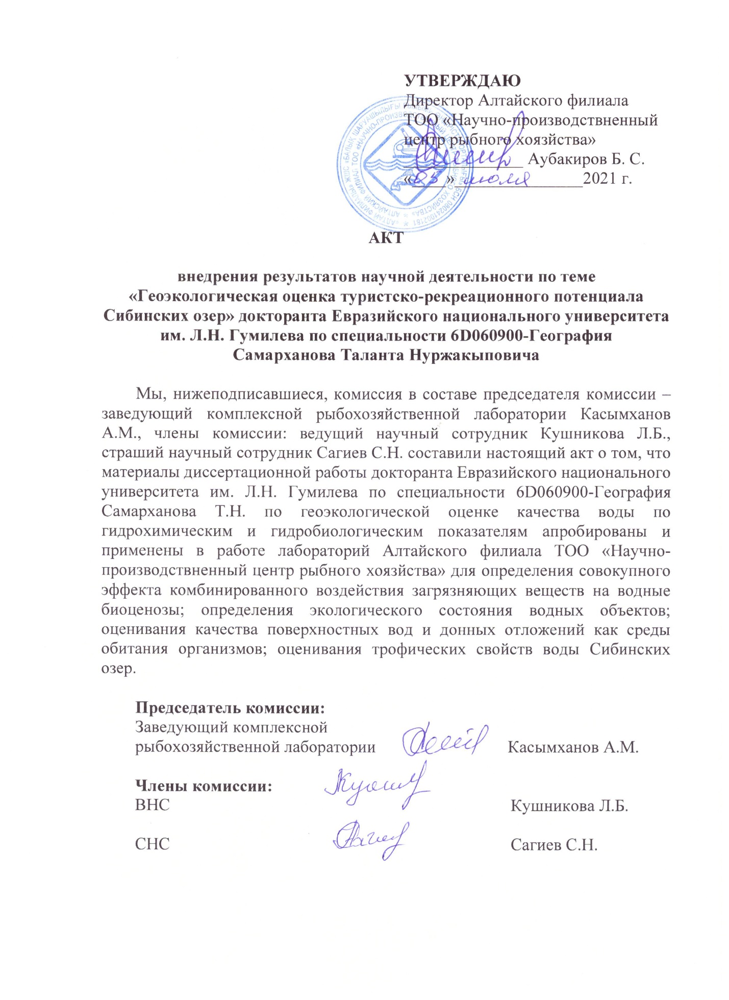 УТВЕРЖДАЮ
Директор Алтайского филиала
ТОО «Научно-производствненный
центр рыбного хоязйства»
Аубакиров Б. С.
« » июля 2021 г.
АКТ
внедрения результатов научной деятельности по теме
«Геоэкологическая оценка туристско-рекреационного потенциала
Сибинских озер» докторанта Евразийского национального университета
им. Л.Н. Гумилева по специальности 6D060900-География
Самарханова Таланта Нуржакыповича
Мы, нижеподписавшиеся, комиссия в составе председателя комиссии –
заведующий комплексной рыбохозяйственной лаборатории Касымханов
А.М., члены комиссии: ведущий научный сотрудник Кушникова Л.Б.,
страший научный сотрудник Сагиев С.Н. составили настоящий акт о том, что
материалы диссертационной работы докторанта Евразийского национального
университета им. Л.Н. Гумилева по специальности 6D060900-География
Самарханова Т.Н. по геоэкологической оценке качества воды по
гидрохимическим и гидробиологическим показателям апробированы и
применены в работе лабораторий Алтайского филиала ТОО «Научно-
производствненный центр рыбного хоязйства» для определения совокупного
эффекта комбинированного воздействия загрязняющих веществ на водные
биоценозы; определения экологического состояния водных объектов;
оценивания качества поверхностных вод и донных отложений как среды
обитания организмов; оценивания трофических свойств воды Сибинских
озер.
Председатель комиссии:
Заведующий комплексной
рыбохозяйственной лаборатории Касымханов А.М.
Члены комиссии:
ВНС Кушникова Л.Б.
СНС Сагиев С.Н.